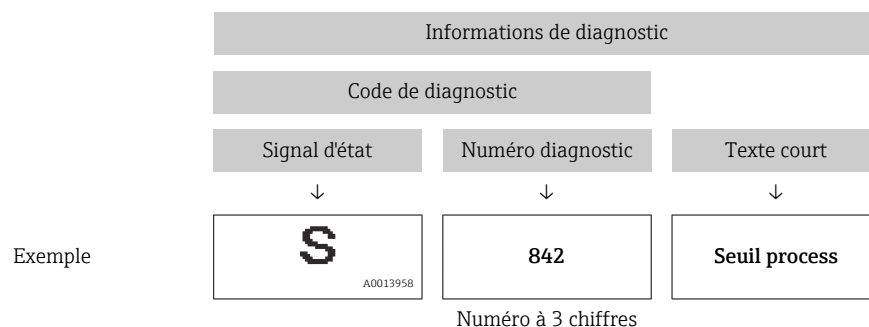 Informations de diagnostic
Code de diagnostic
Signal d'état Numéro diagnostic Texte court
↓ ↓ ↓
Exemple S 842 Seuil process
A0013958
Numéro à 3 chiffres